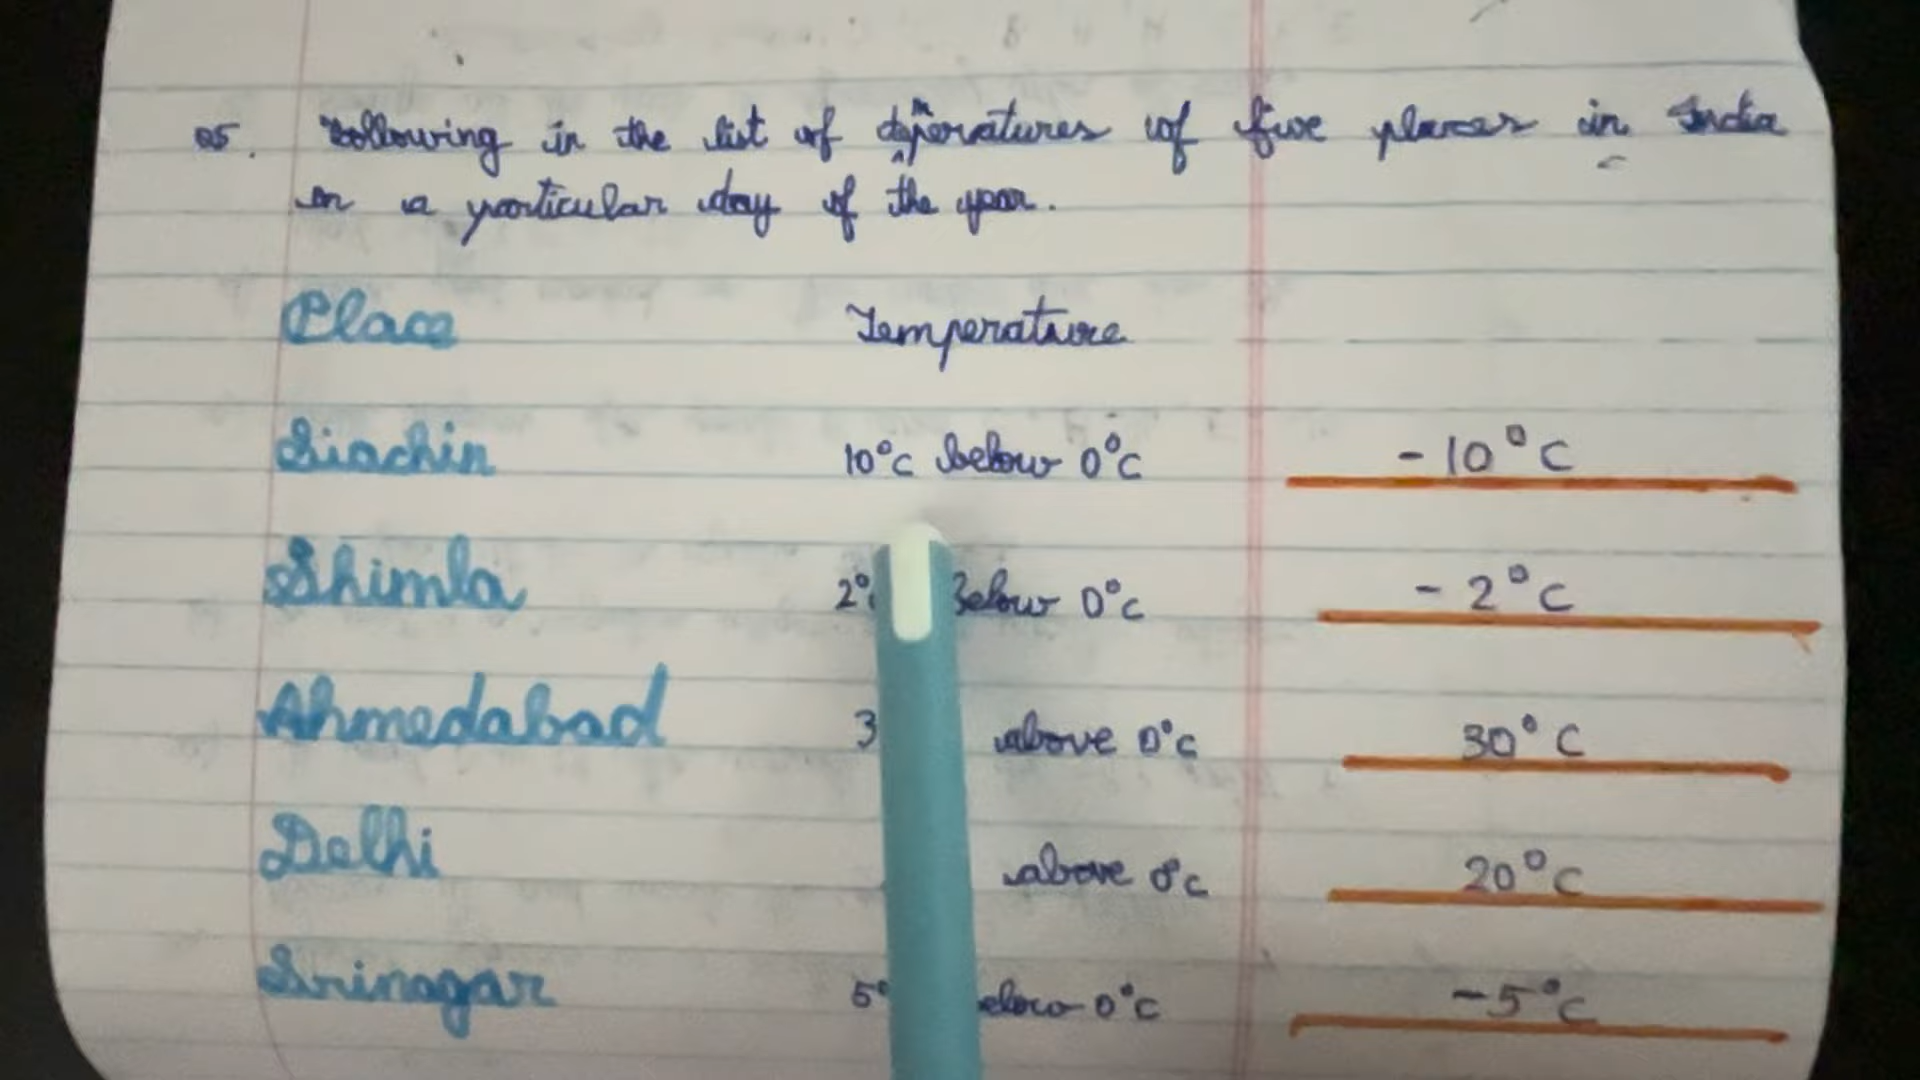 Q5. Following in the list of temperatures of five places in India
on a particular day of the year.
Place Temperature
Siachin 10°C below 0°C -10°C
Shimla 2° Below 0°C -2°C
Ahmedabad 3 above 0°C 30°C
Delhi above 0°C 20°C
Srinagar 5° elow 0°C -5°C